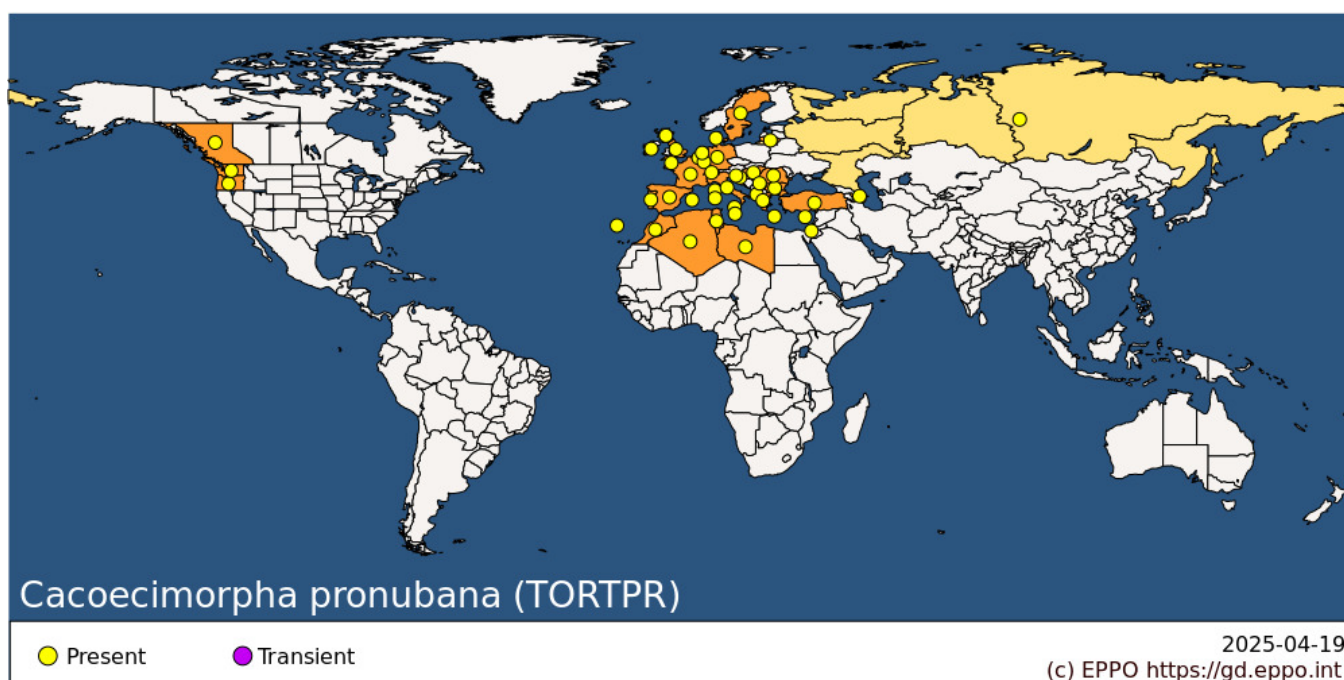 Cacoecimorpha pronubana (TORTPR)
Present
Transient
2025-04-19
(c) EPPO https://gd.eppo.int